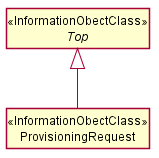 «InformationObectClass»
Top
«InformationObectClass»
ProvisioningRequest